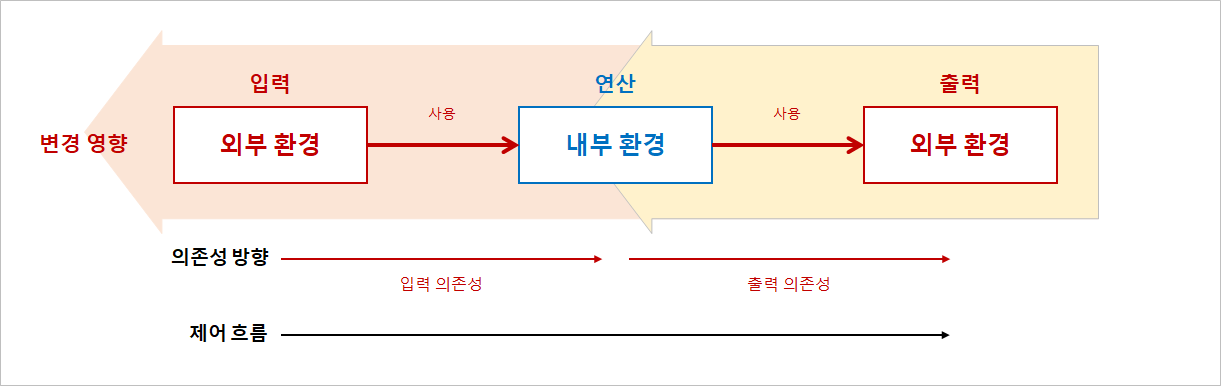 입력
연산
출력
사용
사용
변경 영향
외부 환경
내부 환경
외부 환경
의존성 방향
입력 의존성
출력 의존성
제어 흐름